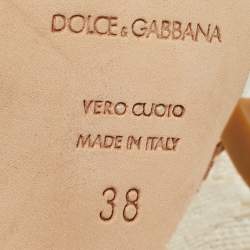 DOLCE & GABBANA
VERO CUOIO
MADE IN ITALY
38